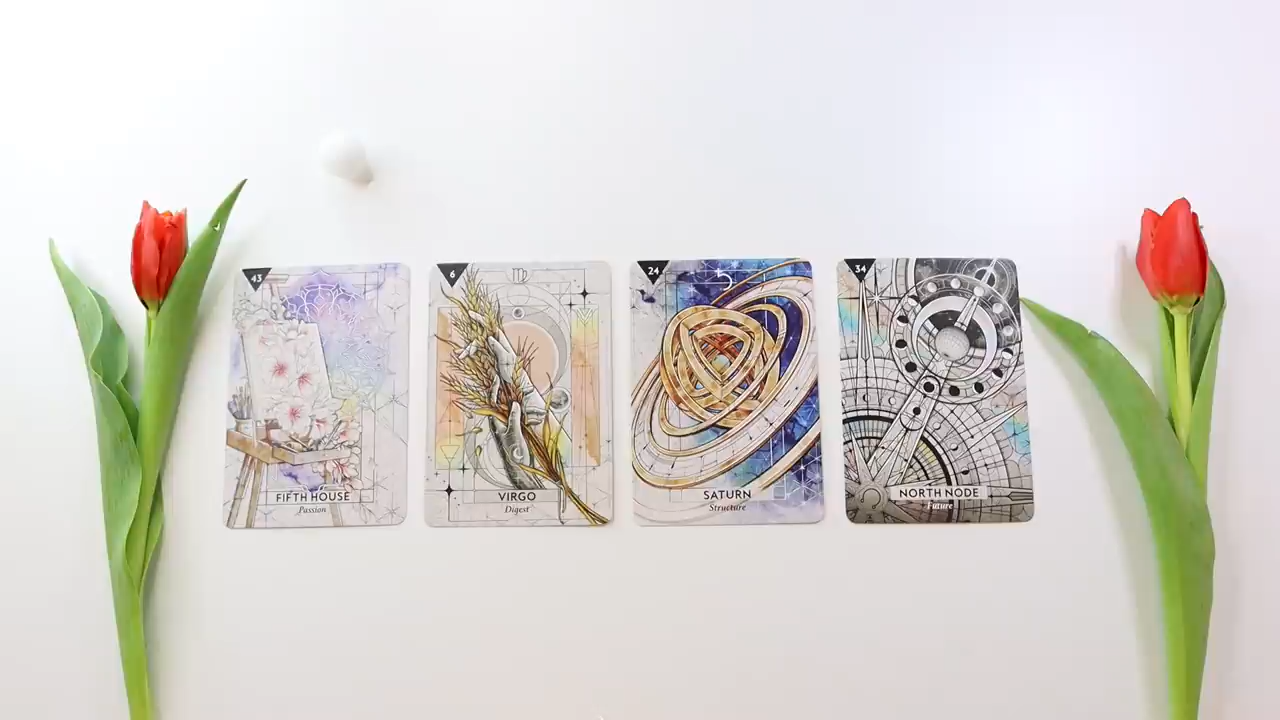 43
FIFTH HOUSE
Passion
6
VIRGO
Digest
24
SATURN
Structure
34
NORTH NODE
Future